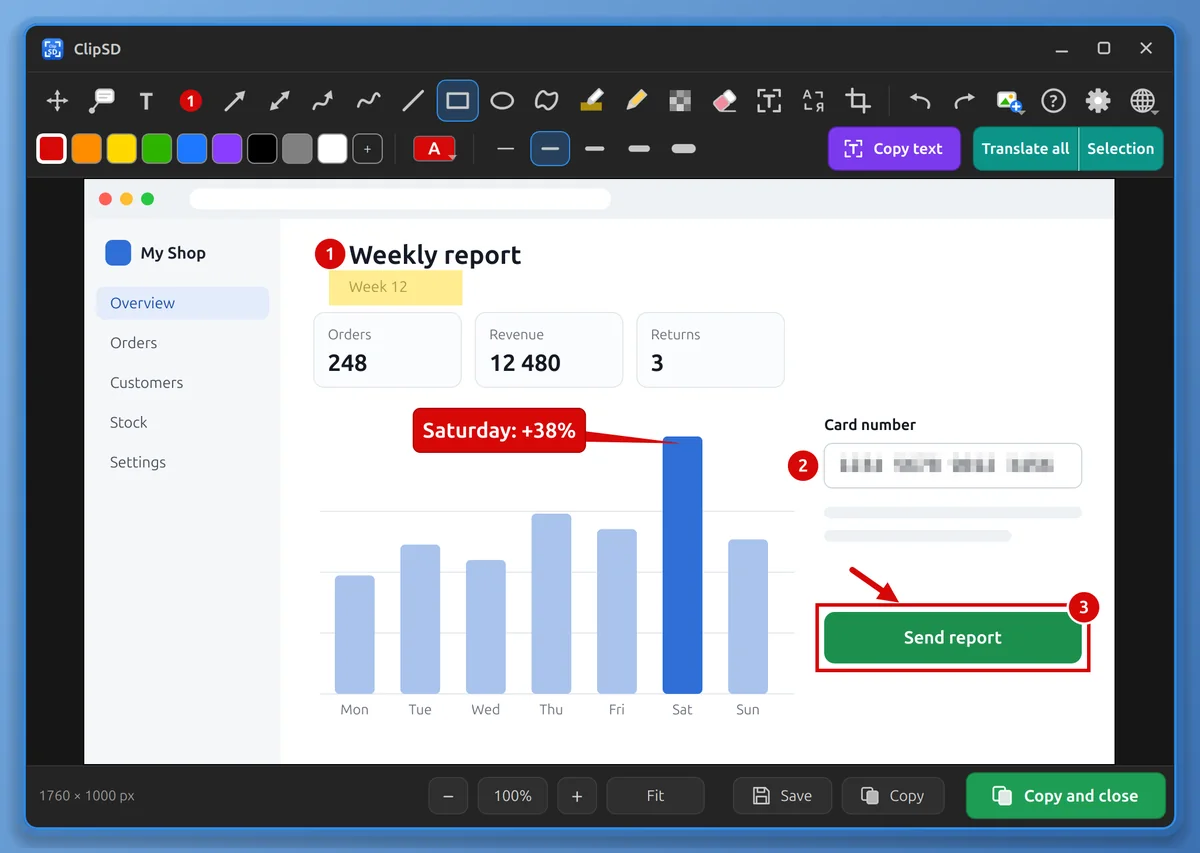 ClipSD
T
1
A
Я
+
A
Copy text
Translate all
Selection
My Shop
Overview
Orders
Customers
Stock
Settings
1
Weekly report
Week 12
Orders
248
Revenue
12 480
Returns
3
Saturday: +38%
Mon
Tue
Wed
Thu
Fri
Sat
Sun
Card number
2
Send report
3
1760 × 1000 px
−
100%
+
Fit
Save
Copy
Copy and close